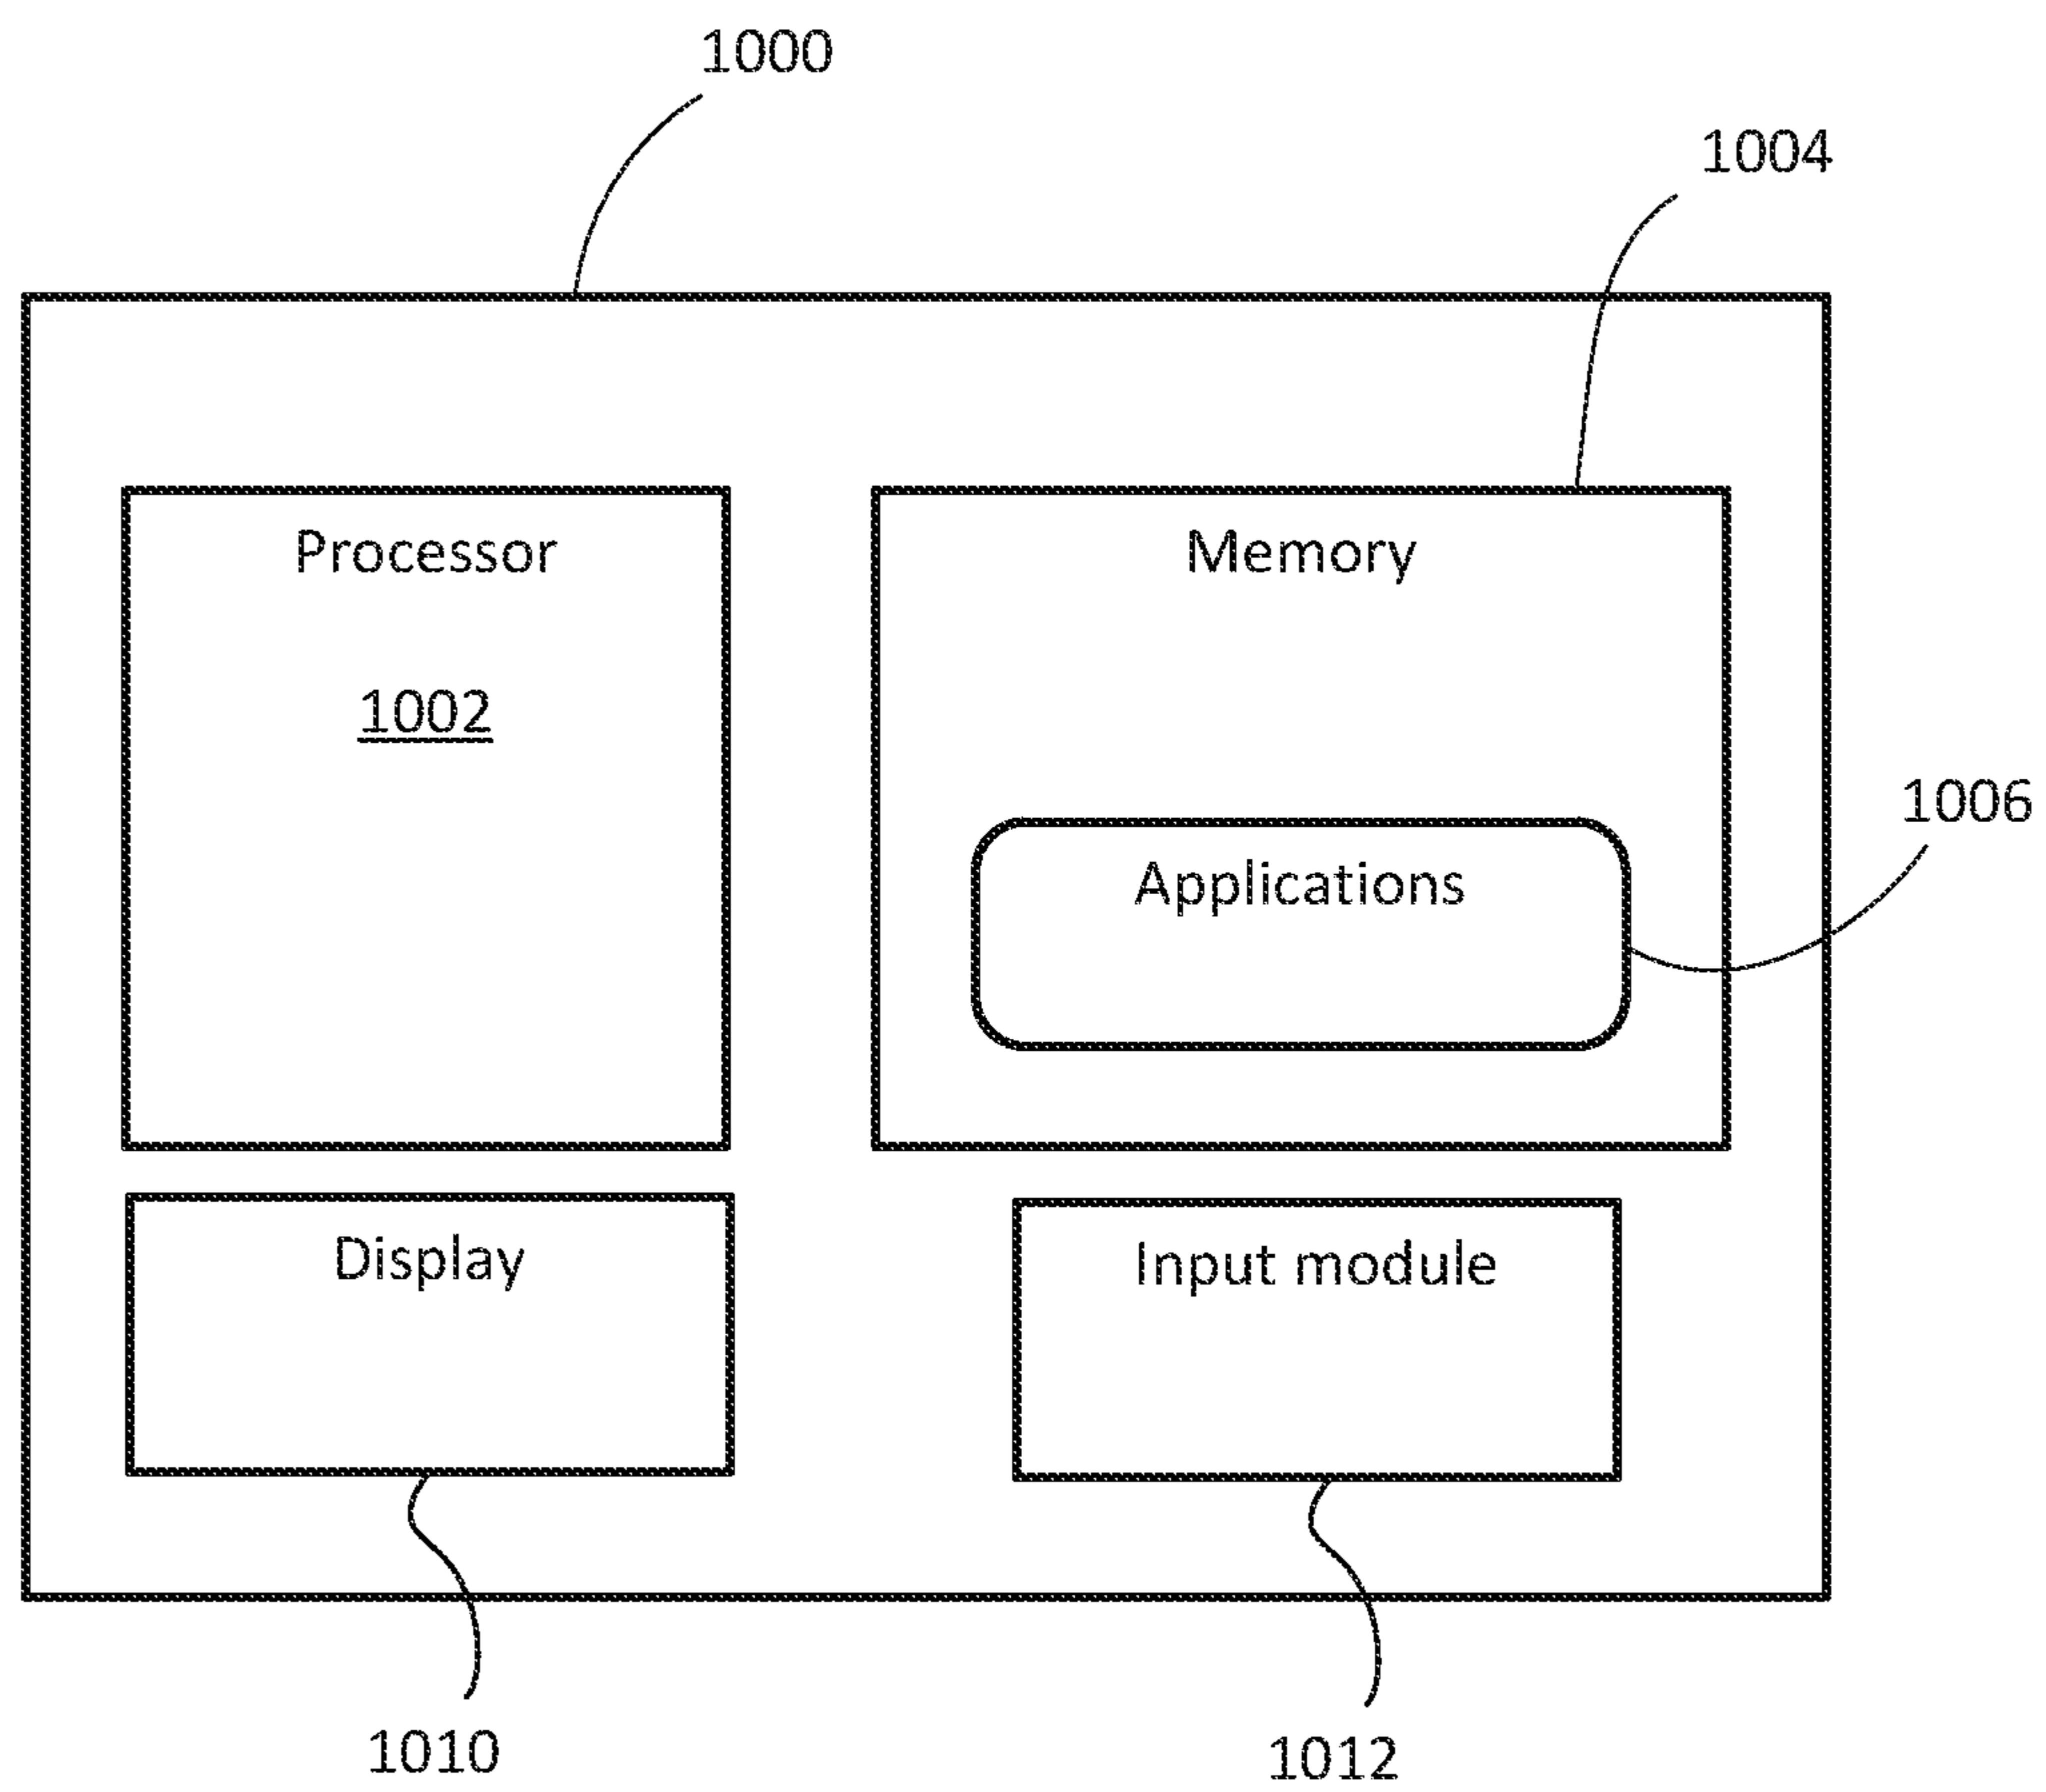 1000
1004
Processor
Memory
1002
1006
Applications
Display
Input module
1010
1012